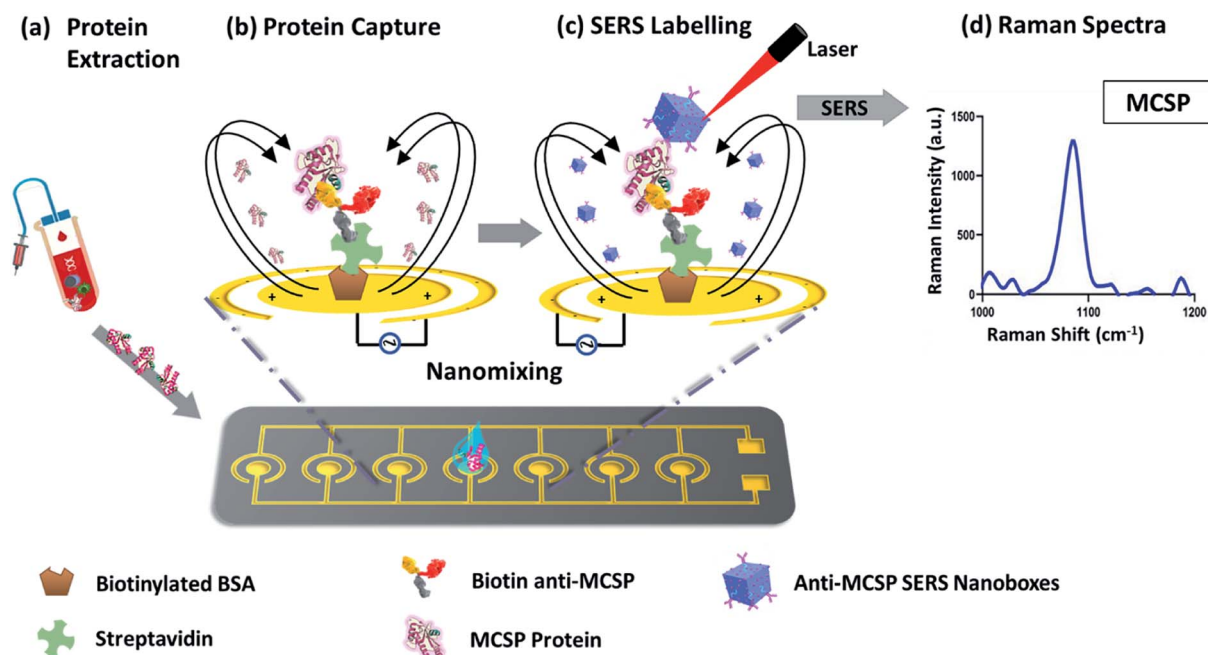 (a) Protein
Extraction
(b) Protein Capture
(c) SERS Labelling
(d) Raman Spectra
Laser
SERS
MCSP
1500
1000
500
0
Raman Intensity (a.u.)
1000
1100
1200
Raman Shift (cm⁻¹)
+
+
+
+
Nanomixing
Biotinylated BSA
Biotin anti-MCSP
Anti-MCSP SERS Nanoboxes
Streptavidin
MCSP Protein